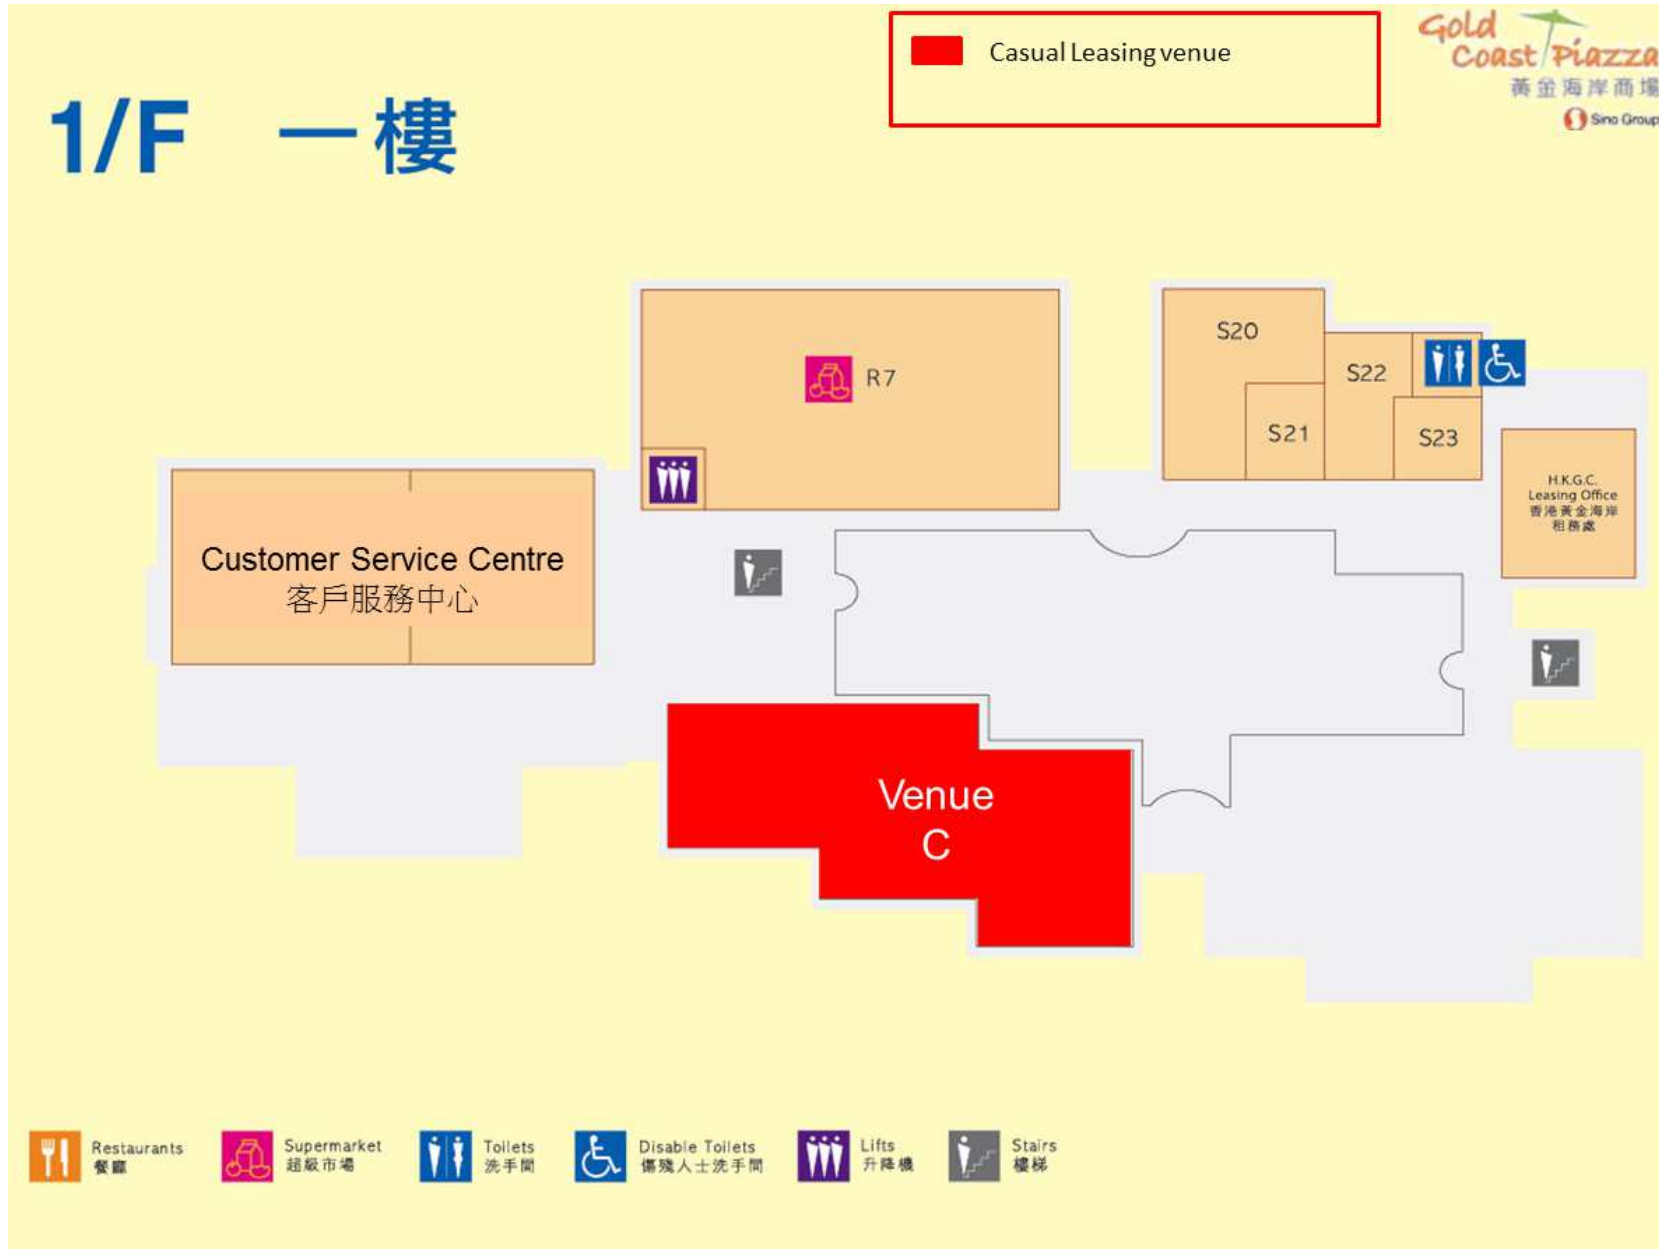 Casual Leasing venue
Gold
Coast Piazza
黃金海岸商場
Sino Group
1/F 一樓
R7
S20
S22
S21
S23
H.K.G.C.
Leasing Office
香港黃金海岸
租務處
Customer Service Centre
客戶服務中心
Venue
C
Restaurants
餐廳
Supermarket
超級市場
Toilets
洗手間
Disable Toilets
傷殘人士洗手間
Lifts
升降機
Stairs
樓梯